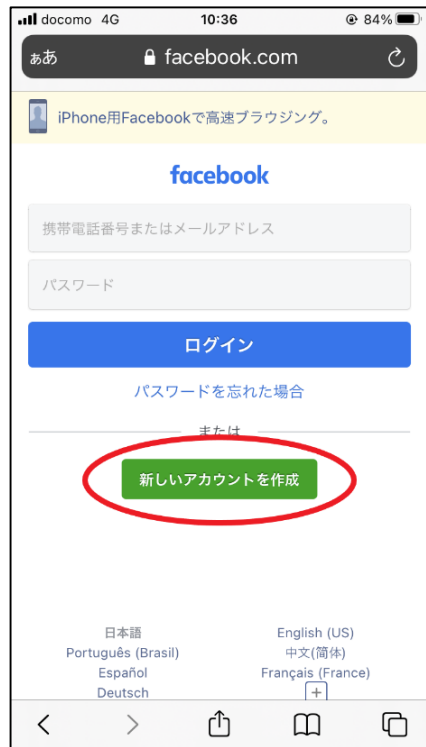 docomo 4G 10:36 84%
ぁあ facebook.com
iPhone用Facebookで高速ブラウジング。
facebook
携帯電話番号またはメールアドレス
パスワード
ログイン
パスワードを忘れた場合
または
新しいアカウントを作成
日本語 English (US)
Português (Brasil) 中文(简体)
Español Français (France)
Deutsch